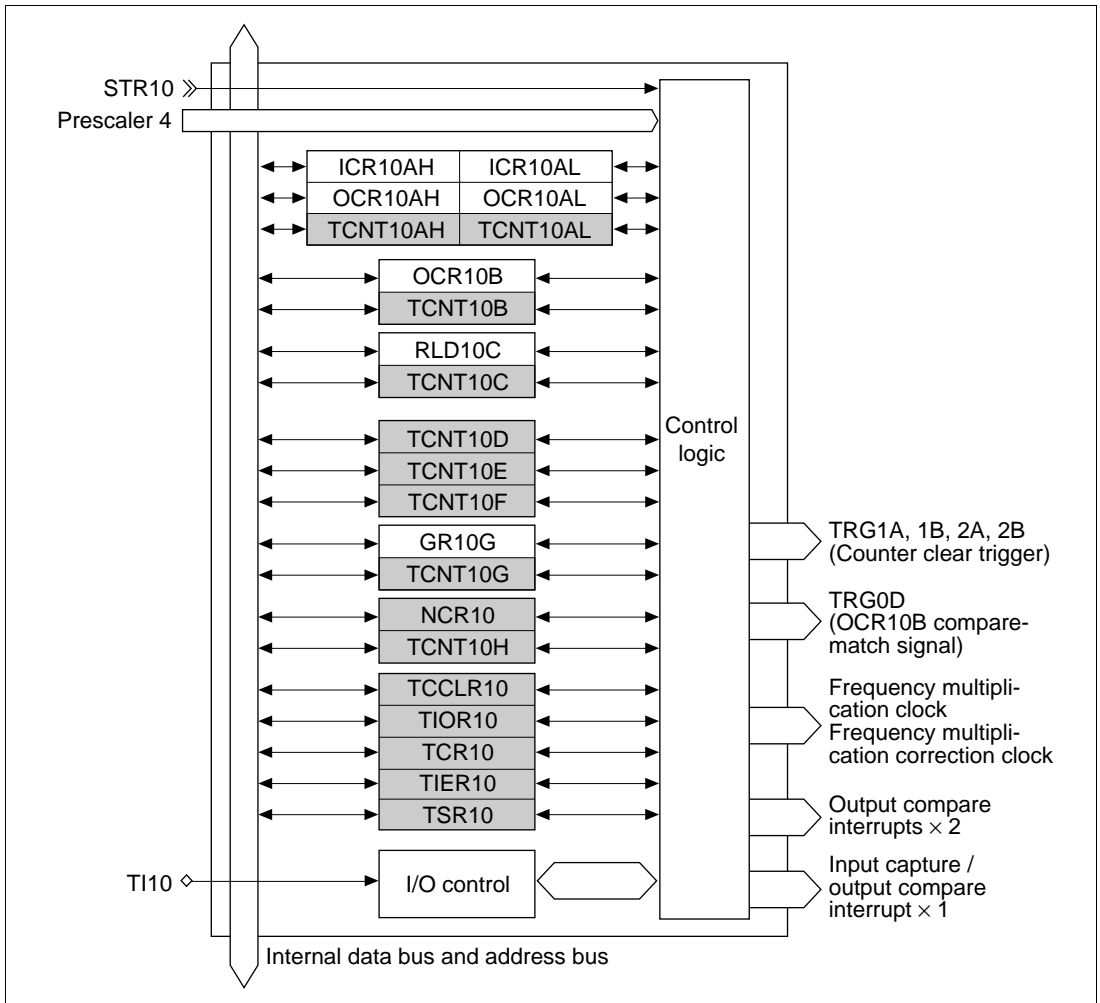 STR10
Prescaler 4
ICR10AH ICR10AL
OCR10AH OCR10AL
TCNT10AH TCNT10AL
OCR10B
TCNT10B
RLD10C
TCNT10C
TCNT10D
TCNT10E
TCNT10F
GR10G
TCNT10G
NCR10
TCNT10H
TCCLR10
TIOR10
TCR10
TIER10
TSR10
TI10
I/O control
Control
logic
TRG1A, 1B, 2A, 2B
(Counter clear trigger)
TRG0D
(OCR10B compare-
match signal)
Frequency multipli-
cation clock
Frequency multipli-
cation correction clock
Output compare
interrupts × 2
Input capture /
output compare
interrupt × 1
Internal data bus and address bus